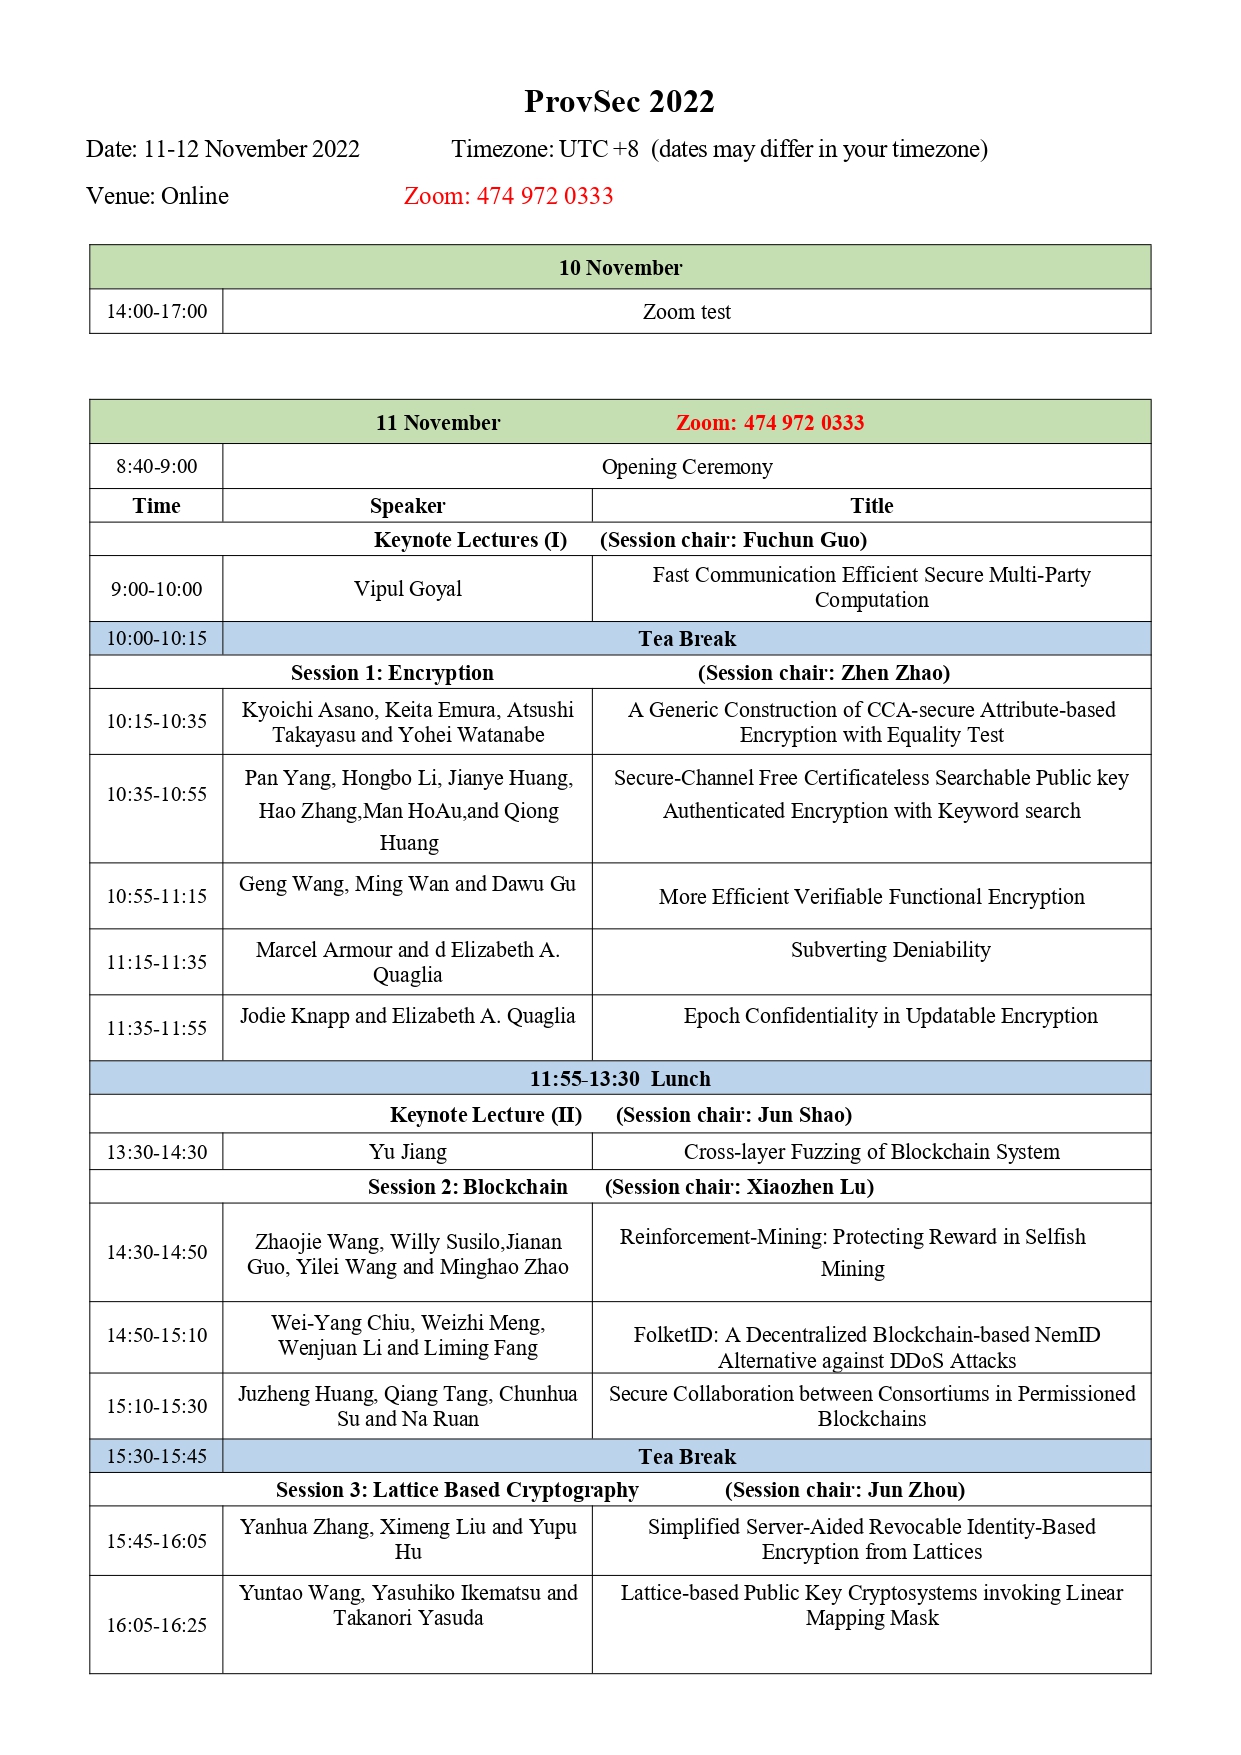 ProvSec 2022
Date: 11-12 November 2022 Timezone: UTC +8 (dates may differ in your timezone)
Venue: Online Zoom: 474 972 0333
10 November
14:00-17:00 Zoom test
11 November Zoom: 474 972 0333
8:40-9:00 Opening Ceremony
Time Speaker Title
Keynote Lectures (I) (Session chair: Fuchun Guo)
9:00-10:00 Vipul Goyal Fast Communication Efficient Secure Multi-Party
Computation
10:00-10:15 Tea Break
Session 1: Encryption (Session chair: Zhen Zhao)
10:15-10:35 Kyoichi Asano, Keita Emura, Atsushi
Takayasu and Yohei Watanabe
A Generic Construction of CCA-secure Attribute-based
Encryption with Equality Test
10:35-10:55 Pan Yang, Hongbo Li, Jianye Huang,
Hao Zhang,Man HoAu,and Qiong
Huang
Secure-Channel Free Certificateless Searchable Public key
Authenticated Encryption with Keyword search
10:55-11:15 Geng Wang, Ming Wan and Dawu Gu More Efficient Verifiable Functional Encryption
11:15-11:35 Marcel Armour and d Elizabeth A.
Quaglia
Subverting Deniability
11:35-11:55 Jodie Knapp and Elizabeth A. Quaglia Epoch Confidentiality in Updatable Encryption
11:55-13:30 Lunch
Keynote Lecture (II) (Session chair: Jun Shao)
13:30-14:30 Yu Jiang Cross-layer Fuzzing of Blockchain System
Session 2: Blockchain (Session chair: Xiaozhen Lu)
14:30-14:50 Zhaojie Wang, Willy Susilo,Jianan
Guo, Yilei Wang and Minghao Zhao
Reinforcement-Mining: Protecting Reward in Selfish
Mining
14:50-15:10 Wei-Yang Chiu, Weizhi Meng,
Wenjuan Li and Liming Fang
FolketID: A Decentralized Blockchain-based NemID
Alternative against DDoS Attacks
15:10-15:30 Juzheng Huang, Qiang Tang, Chunhua
Su and Na Ruan
Secure Collaboration between Consortiums in Permissioned
Blockchains
15:30-15:45 Tea Break
Session 3: Lattice Based Cryptography (Session chair: Jun Zhou)
15:45-16:05 Yanhua Zhang, Ximeng Liu and Yupu
Hu
Simplified Server-Aided Revocable Identity-Based
Encryption from Lattices
16:05-16:25 Yuntao Wang, Yasuhiko Ikematsu and
Takanori Yasuda
Lattice-based Public Key Cryptosystems invoking Linear
Mapping Mask